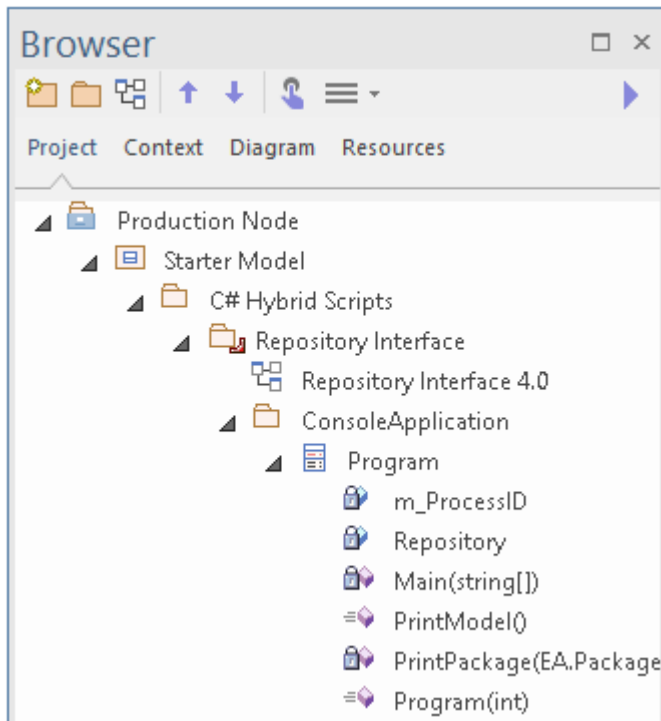 Browser
Project Context Diagram Resources
Production Node
Starter Model
C# Hybrid Scripts
Repository Interface
Repository Interface 4.0
ConsoleApplication
Program
m_ProcessID
Repository
Main(string[])
PrintModel()
PrintPackage(EA.Package
Program(int)